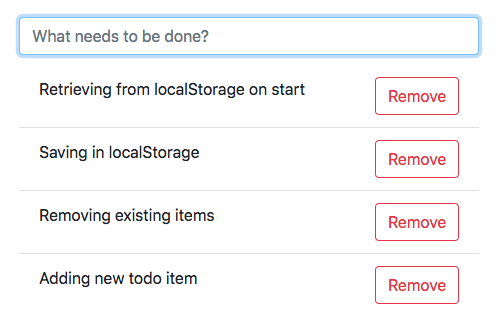 What needs to be done?
Retrieving from localStorage on start Remove
Saving in localStorage Remove
Removing existing items Remove
Adding new todo item Remove